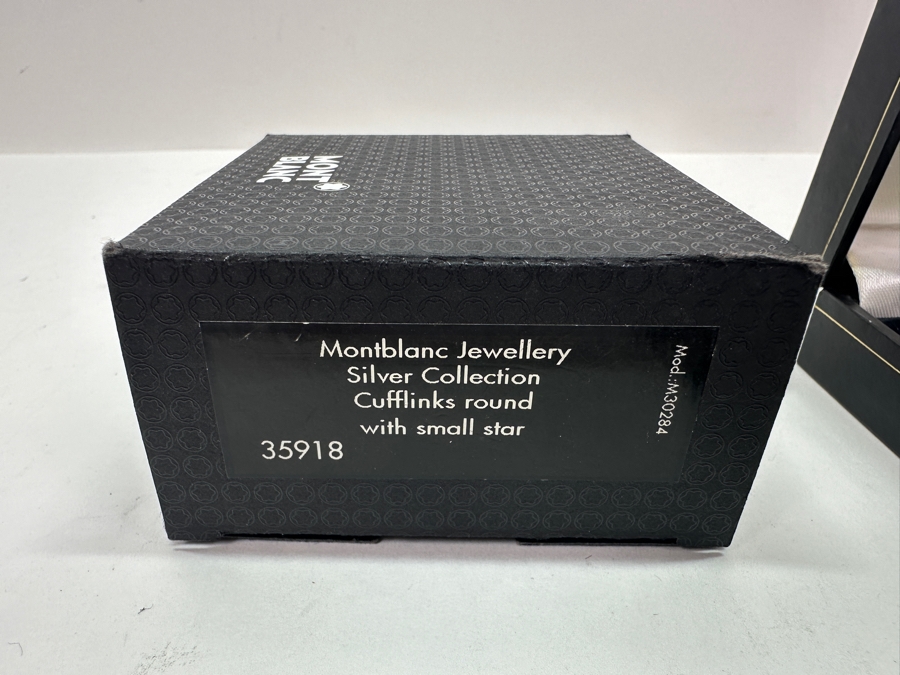 MONT
BLANC
Montblanc Jewellery
Silver Collection
Cufflinks round
with small star
35918
Mod.:M30284